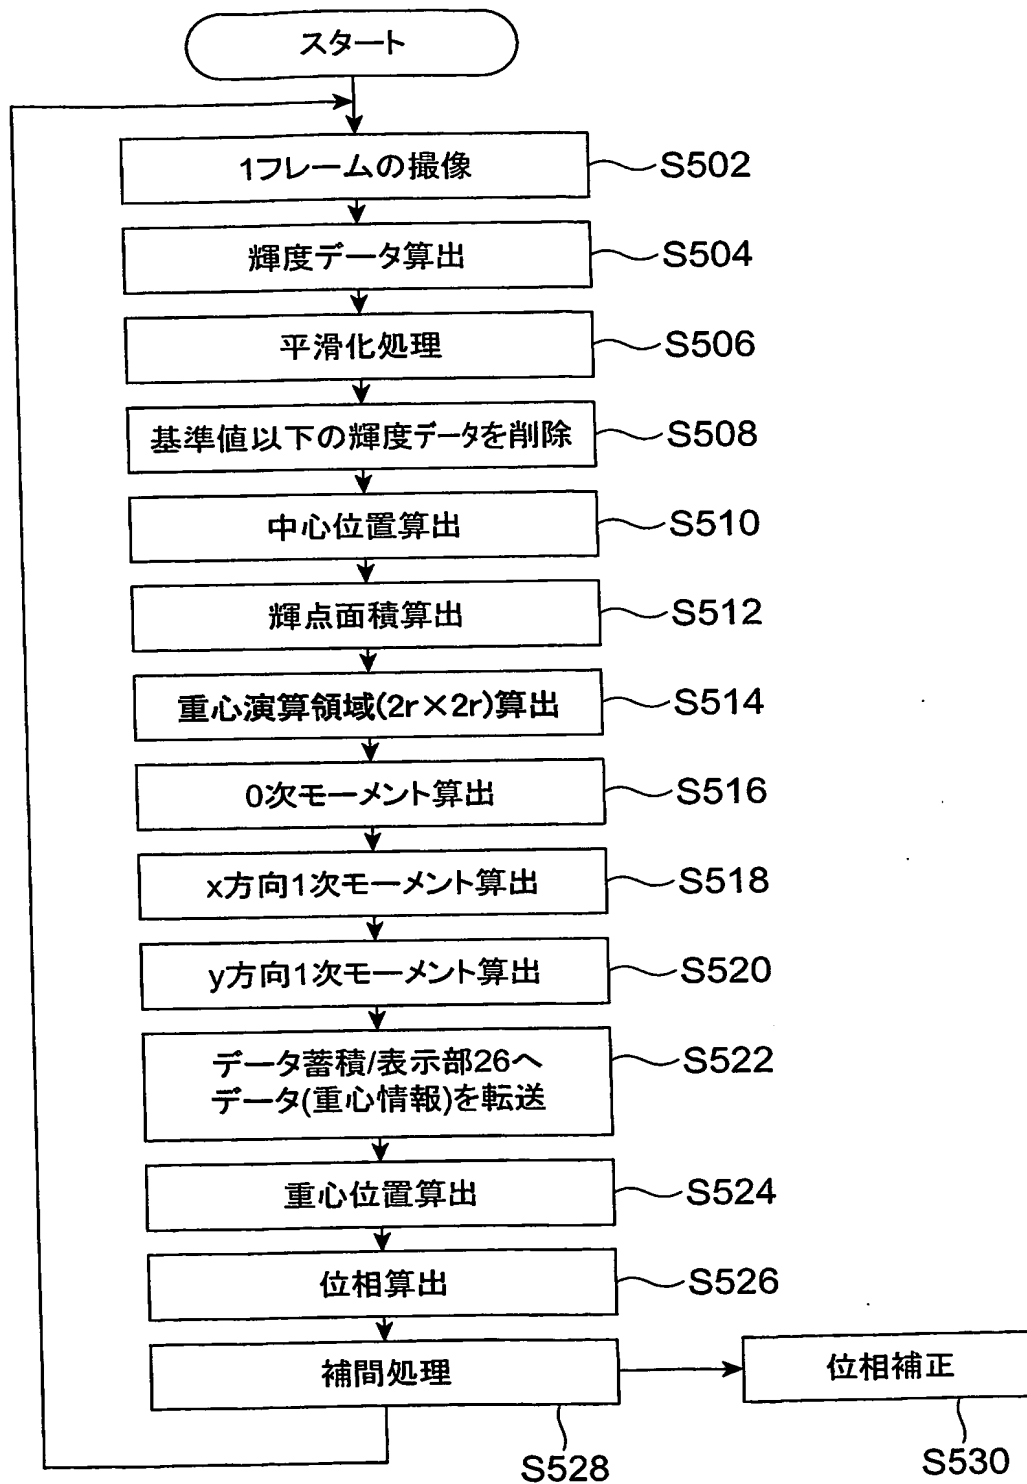 スタート
1フレームの撮像
S502
輝度データ算出
S504
平滑化処理
S506
基準値以下の輝度データを削除
S508
中心位置算出
S510
輝点面積算出
S512
重心演算領域(2r×2r)算出
S514
0次モーメント算出
S516
x方向1次モーメント算出
S518
y方向1次モーメント算出
S520
データ蓄積/表示部26へ
データ(重心情報)を転送
S522
重心位置算出
S524
位相算出
S526
補間処理
S528
位相補正
S530